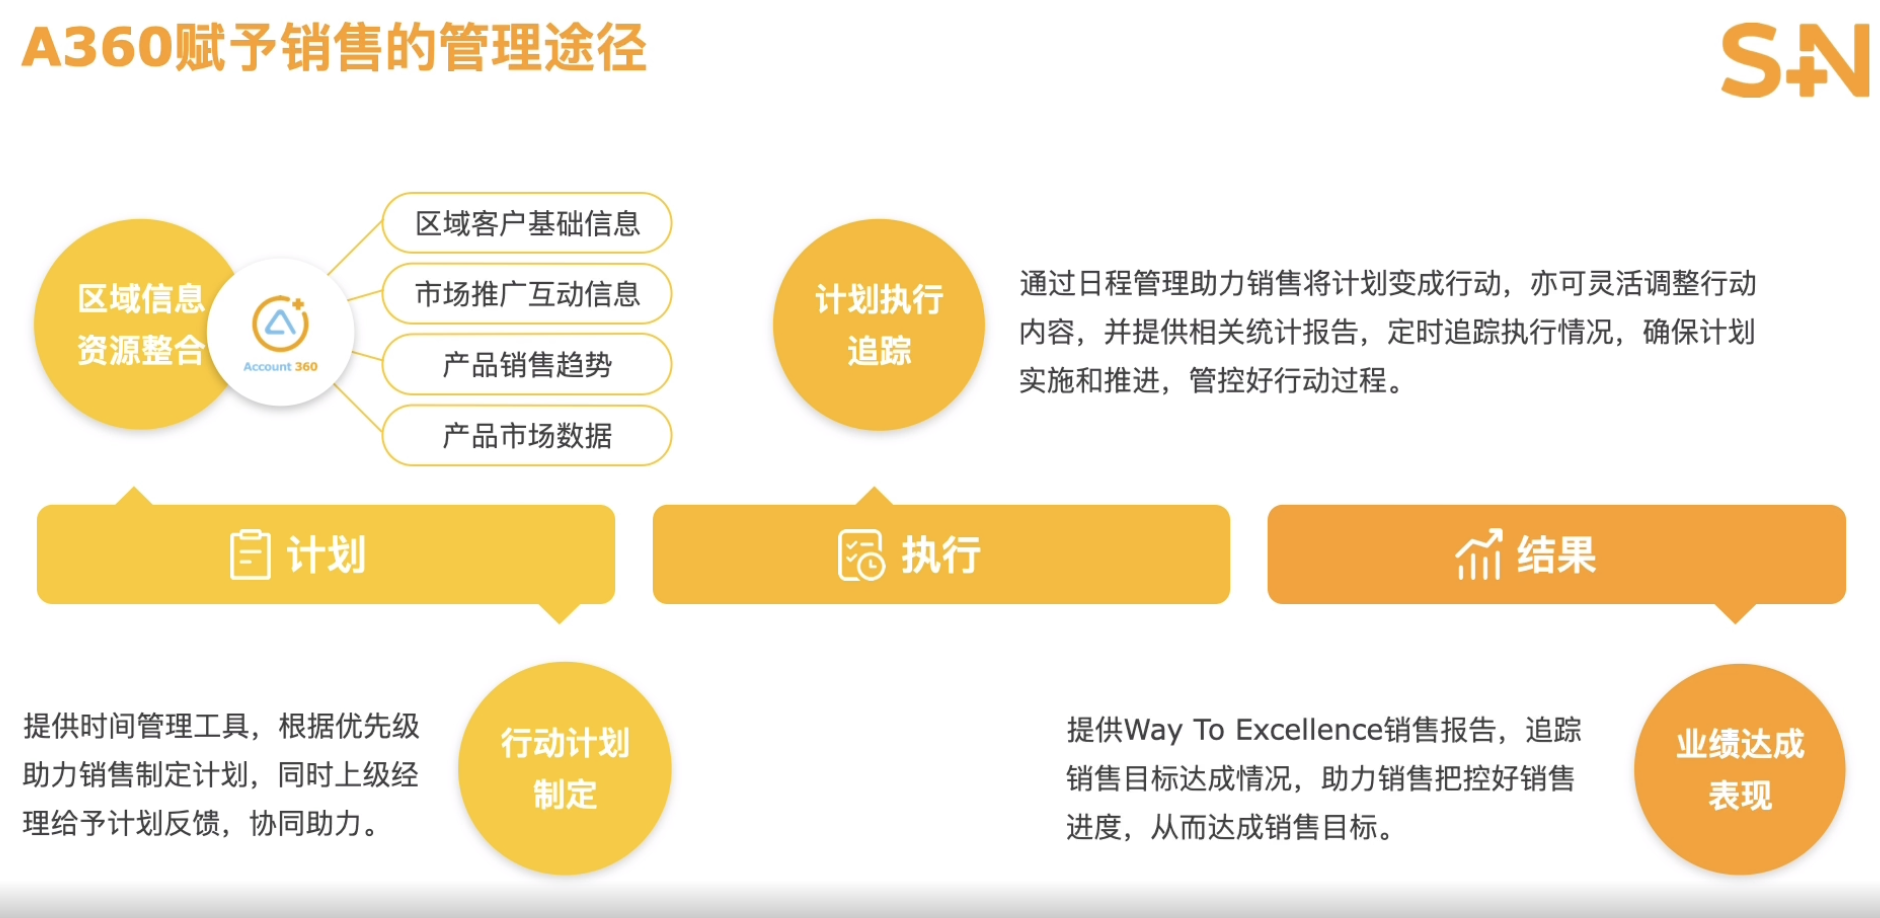 A360赋予销售的管理途径
S+N
区域信息
资源整合
Account 360
区域客户基础信息
市场推广互动信息
产品销售趋势
产品市场数据
计划执行
追踪
通过日程管理助力销售将计划变成行动，亦可灵活调整行动
内容，并提供相关统计报告，定时追踪执行情况，确保计划
实施和推进，管控好行动过程。
计划
执行
结果
提供时间管理工具，根据优先级
助力销售制定计划，同时上级经
理给予计划反馈，协同助力。
行动计划
制定
提供Way To Excellence销售报告，追踪
销售目标达成情况，助力销售把控好销售
进度，从而达成销售目标。
业绩达成
表现